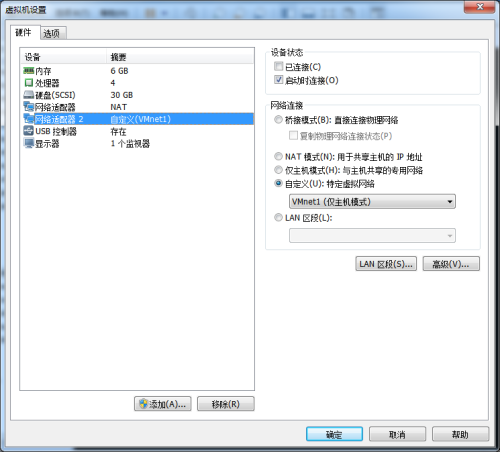 虚拟机设置
硬件 选项
设备 摘要
内存 6 GB
处理器 4
硬盘(SCSI) 30 GB
网络适配器 NAT
网络适配器 2 自定义(VMnet1)
USB 控制器 存在
显示器 1 个监视器
添加(A)... 移除(R)
设备状态
已连接(C)
启动时连接(O)
网络连接
桥接模式(B): 直接连接物理网络
复制物理网络连接状态(P)
NAT 模式(N): 用于共享主机的 IP 地址
仅主机模式(H): 与主机共享的专用网络
自定义(U): 特定虚拟网络
VMnet1 (仅主机模式)
LAN 区段(L):
LAN 区段(S)... 高级(V)...
确定 取消 帮助